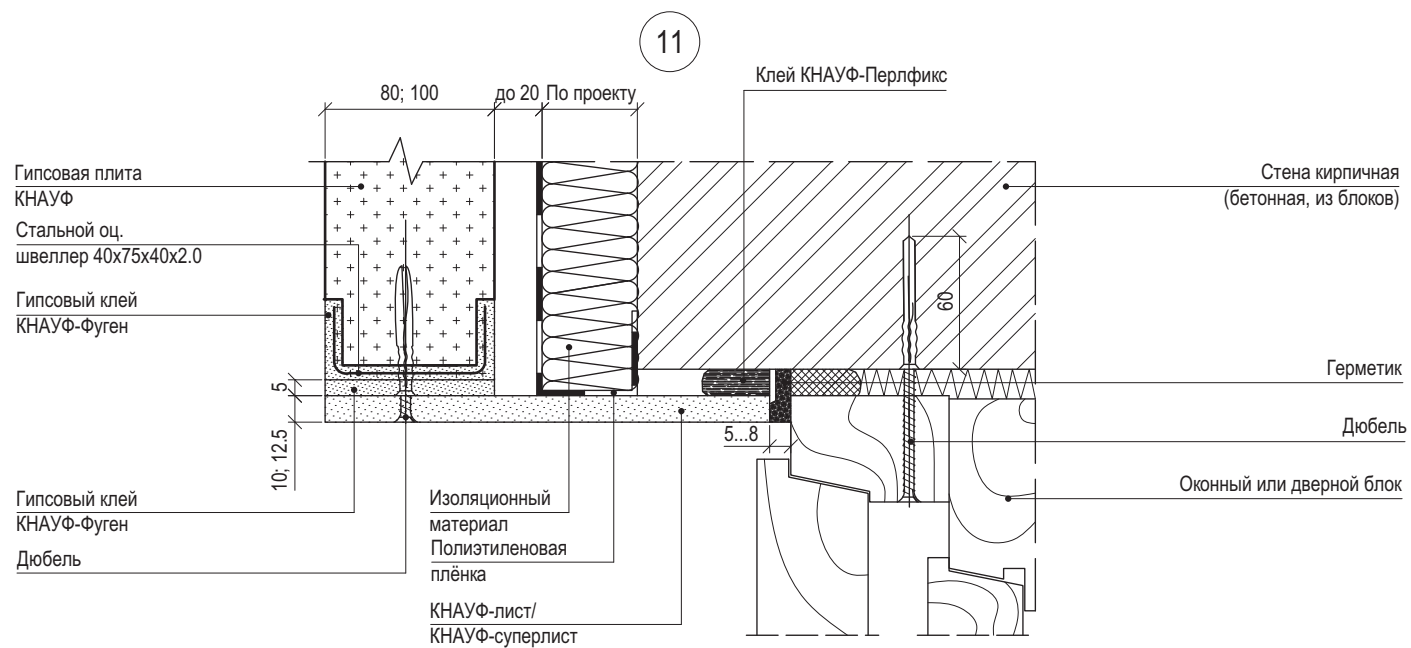 11
Клей КНАУФ-Перлфикс
80; 100
до 20
По проекту
Гипсовая плита
КНАУФ
Стальной оц.
швеллер 40х75х40х2.0
Гипсовый клей
КНАУФ-Фуген
Стена кирпичная
(бетонная, из блоков)
60
Герметик
5
10; 12.5
5...8
Дюбель
Оконный или дверной блок
Гипсовый клей
КНАУФ-Фуген
Дюбель
Изоляционный
материал
Полиэтиленовая
плёнка
КНАУФ-лист/
КНАУФ-суперлист